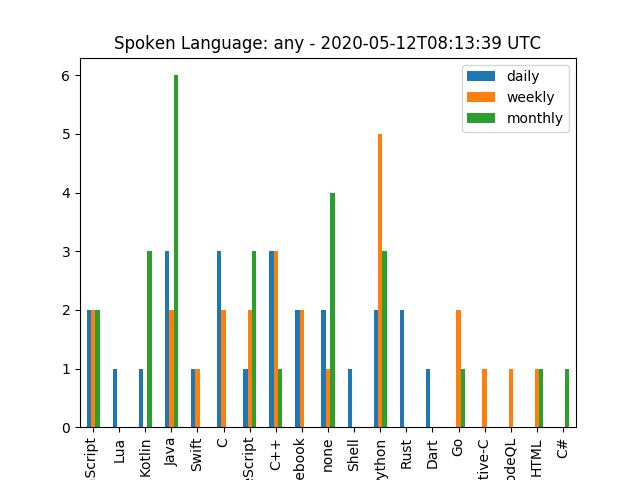 Spoken Language: any - 2020-05-12T08:13:39 UTC
daily
weekly
monthly
6
5
4
3
2
1
0
Script
Lua
Kotlin
Java
Swift
C
Script
C++
ebook
none
Shell
ython
Rust
Dart
Go
tive-C
odeQL
HTML
C#